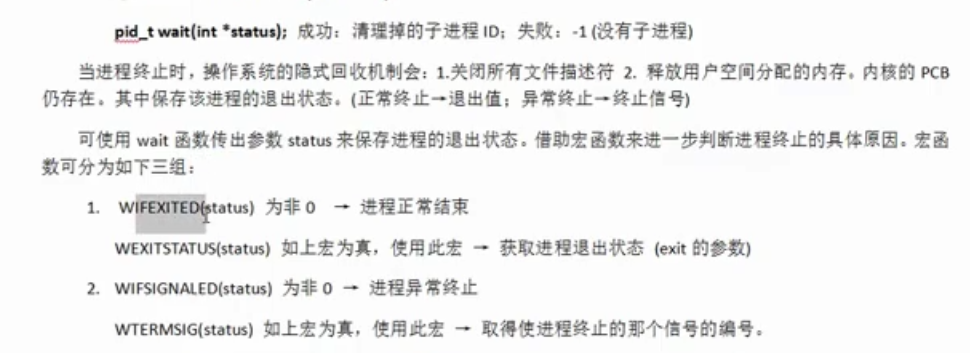 pid_t wait(int *status); 成功：清理掉的子进程 ID；失败：-1 (没有子进程)
当进程终止时，操作系统的隐式回收机制会：1.关闭所有文件描述符 2. 释放用户空间分配的内存。内核的 PCB
仍存在。其中保存该进程的退出状态。(正常终止→退出值；异常终止→终止信号)
可使用 wait 函数传出参数 status 来保存进程的退出状态。借助宏函数来进一步判断进程终止的具体原因。宏函
数可分为如下三组：
1. WIFEXITED(status) 为非 0 → 进程正常结束
WEXITSTATUS(status) 如上宏为真，使用此宏 → 获取进程退出状态 (exit 的参数)
2. WIFSIGNALED(status) 为非 0 → 进程异常终止
WTERMSIG(status) 如上宏为真，使用此宏 → 取得使进程终止的那个信号的编号。